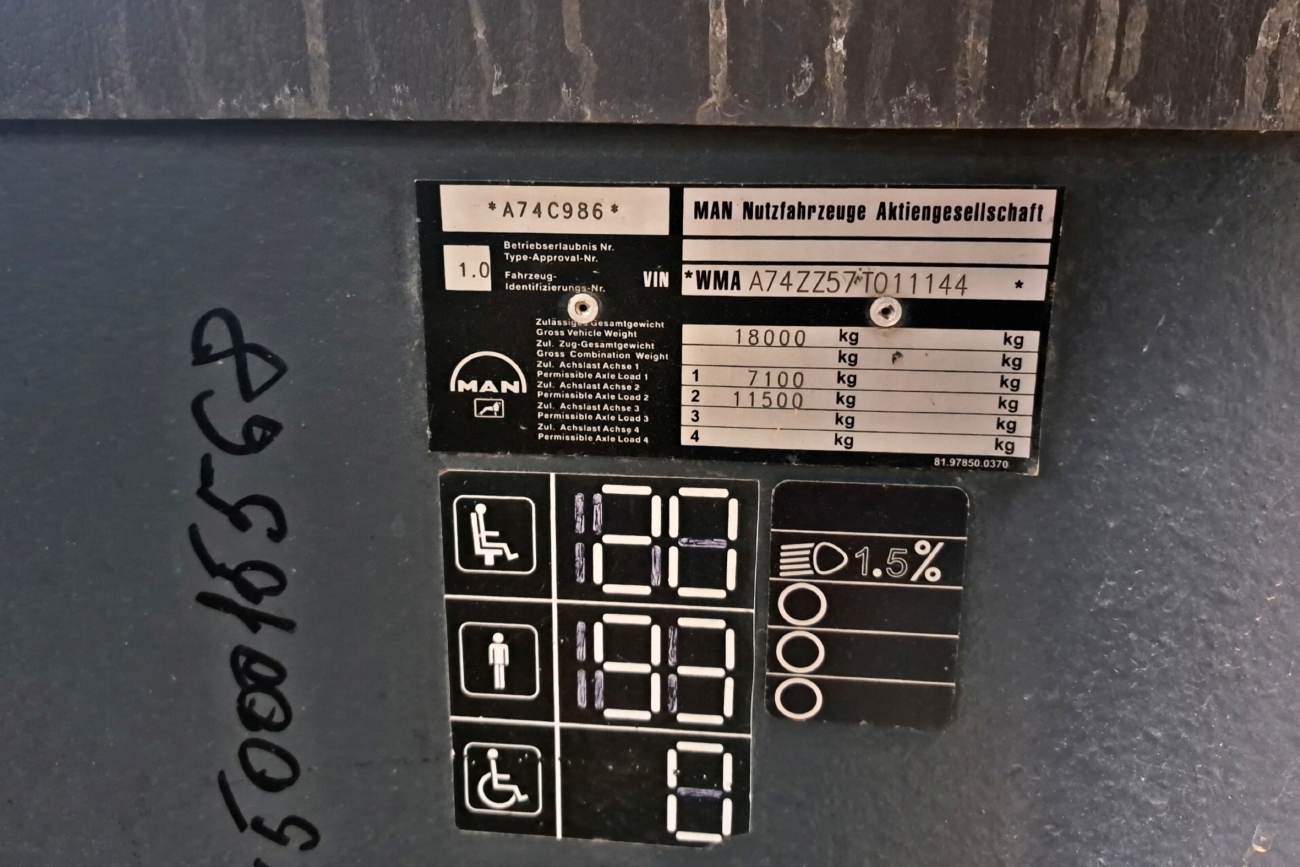 *A74C986*
MAN Nutzfahrzeuge Aktiengesellschaft
1.0
Betriebserlaubnis Nr.
Type-Approval-Nr.
Fahrzeug-
Identifizierungs-Nr.
VIN *WMA A74ZZ57T011144 *
Zulässiges Gesamtgewicht
Gross Vehicle Weight
18000 kg kg
Zul. Zug-Gesamtgewicht
Gross Combination Weight
kg kg
Zul. Achslast Achse 1
Permissible Axle Load 1
1 7100 kg kg
Zul. Achslast Achse 2
Permissible Axle Load 2
2 11500 kg kg
Zul. Achslast Achse 3
Permissible Axle Load 3
3 kg kg
Zul. Achslast Achse 4
Permissible Axle Load 4
4 kg kg
MAN
81.97850.0370
20
93
0
1.5%